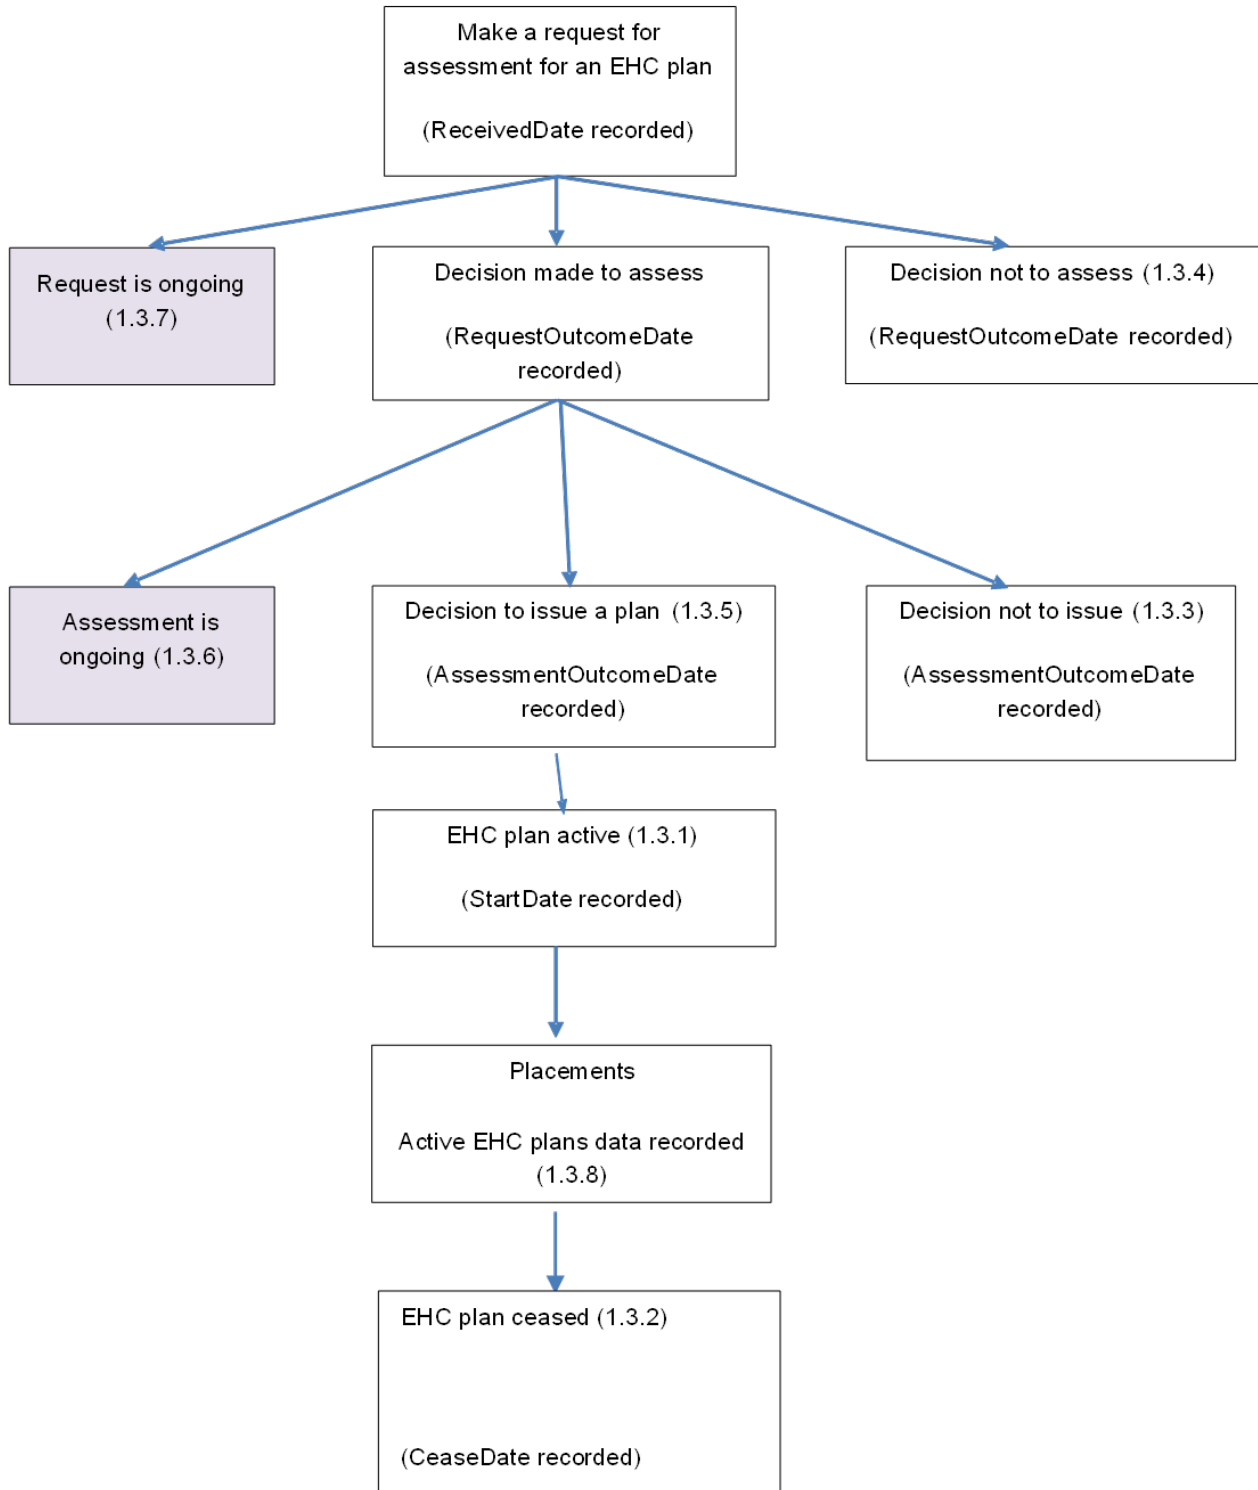 Make a request for
assessment for an EHC plan
(ReceivedDate recorded)
Request is ongoing
(1.3.7)
Decision made to assess
(RequestOutcomeDate
recorded)
Decision not to assess (1.3.4)
(RequestOutcomeDate recorded)
Assessment is
ongoing (1.3.6)
Decision to issue a plan (1.3.5)
(AssessmentOutcomeDate
recorded)
Decision not to issue (1.3.3)
(AssessmentOutcomeDate
recorded)
EHC plan active (1.3.1)
(StartDate recorded)
Placements
Active EHC plans data recorded
(1.3.8)
EHC plan ceased (1.3.2)
(CeaseDate recorded)